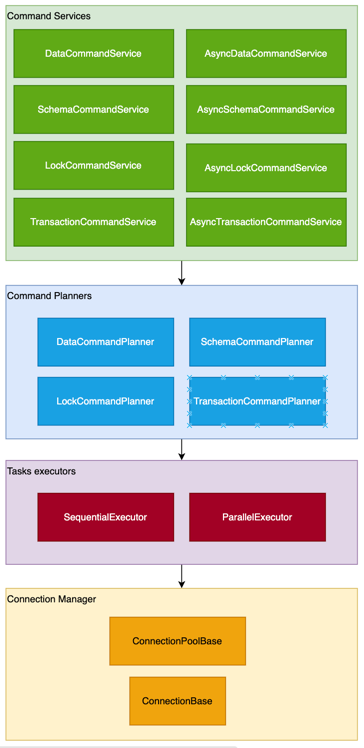 Command Services
DataCommandService
AsyncDataCommandService
SchemaCommandService
AsyncSchemaCommandService
LockCommandService
AsyncLockCommandService
TransactionCommandService
AsyncTransactionCommandService
Command Planners
DataCommandPlanner
SchemaCommandPlanner
LockCommandPlanner
TransactionCommandPlanner
Tasks executors
SequentialExecutor
ParallelExecutor
Connection Manager
ConnectionPoolBase
ConnectionBase